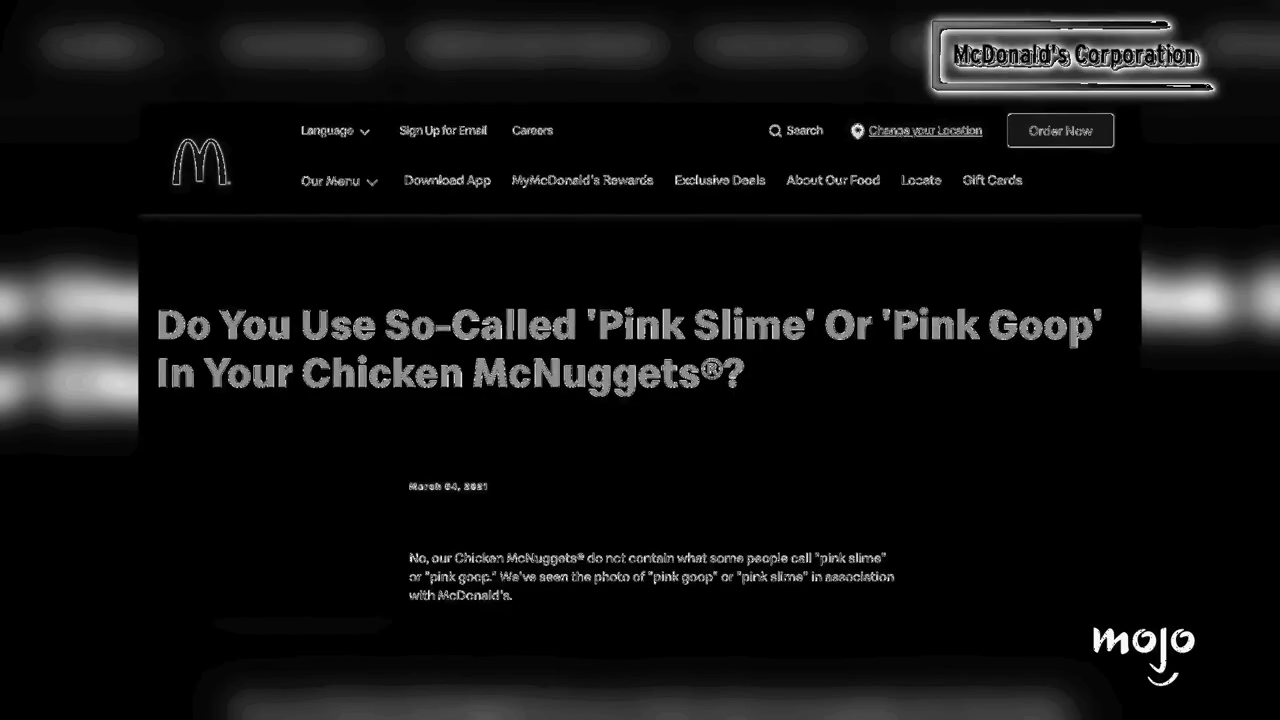 McDonald's Corporation
Language Sign Up for Email Careers Search Change your Location Order Now
Our Menu Download App MyMcDonald's Rewards Exclusive Deals About Our Food Locate Gift Cards
Do You Use So-Called 'Pink Slime' Or 'Pink Goop'
In Your Chicken McNuggets®?
March 04, 2021
No, our Chicken McNuggets® do not contain what some people call "pink slime"
or "pink goop." We've seen the photo of "pink goop" or "pink slime" in association
with McDonald's.
mojo